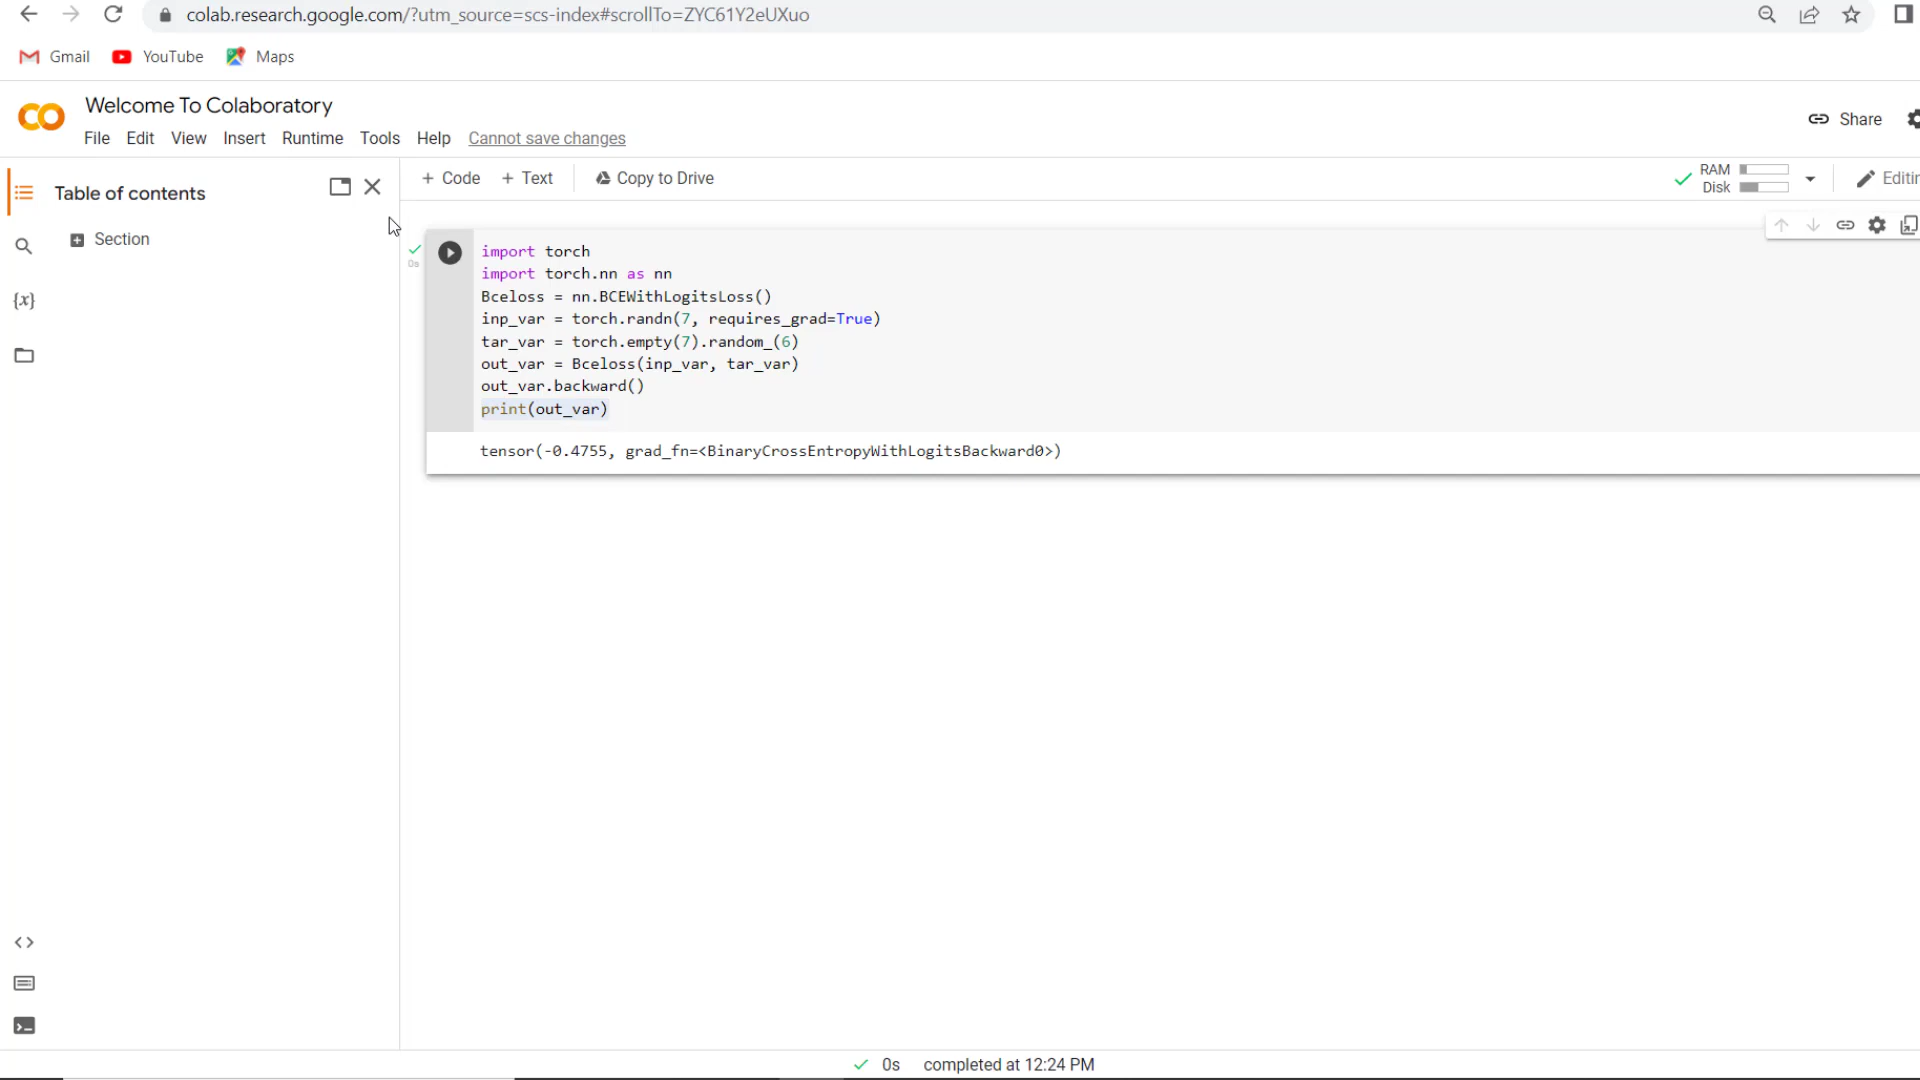 colab.research.google.com/?utm_source=scs-index#scrollTo=ZYC61Y2eUXuo
Gmail YouTube Maps
Welcome To Colaboratory
File Edit View Insert Runtime Tools Help Cannot save changes
Share
Table of contents
+ Code + Text Copy to Drive
RAM
Disk
Editin
Section
{x}
0s
import torch
import torch.nn as nn
Bceloss = nn.BCEWithLogitsLoss()
inp_var = torch.randn(7, requires_grad=True)
tar_var = torch.empty(7).random_(6)
out_var = Bceloss(inp_var, tar_var)
out_var.backward()
print(out_var)
tensor(-0.4755, grad_fn=<BinaryCrossEntropyWithLogitsBackward0>)
0s completed at 12:24 PM